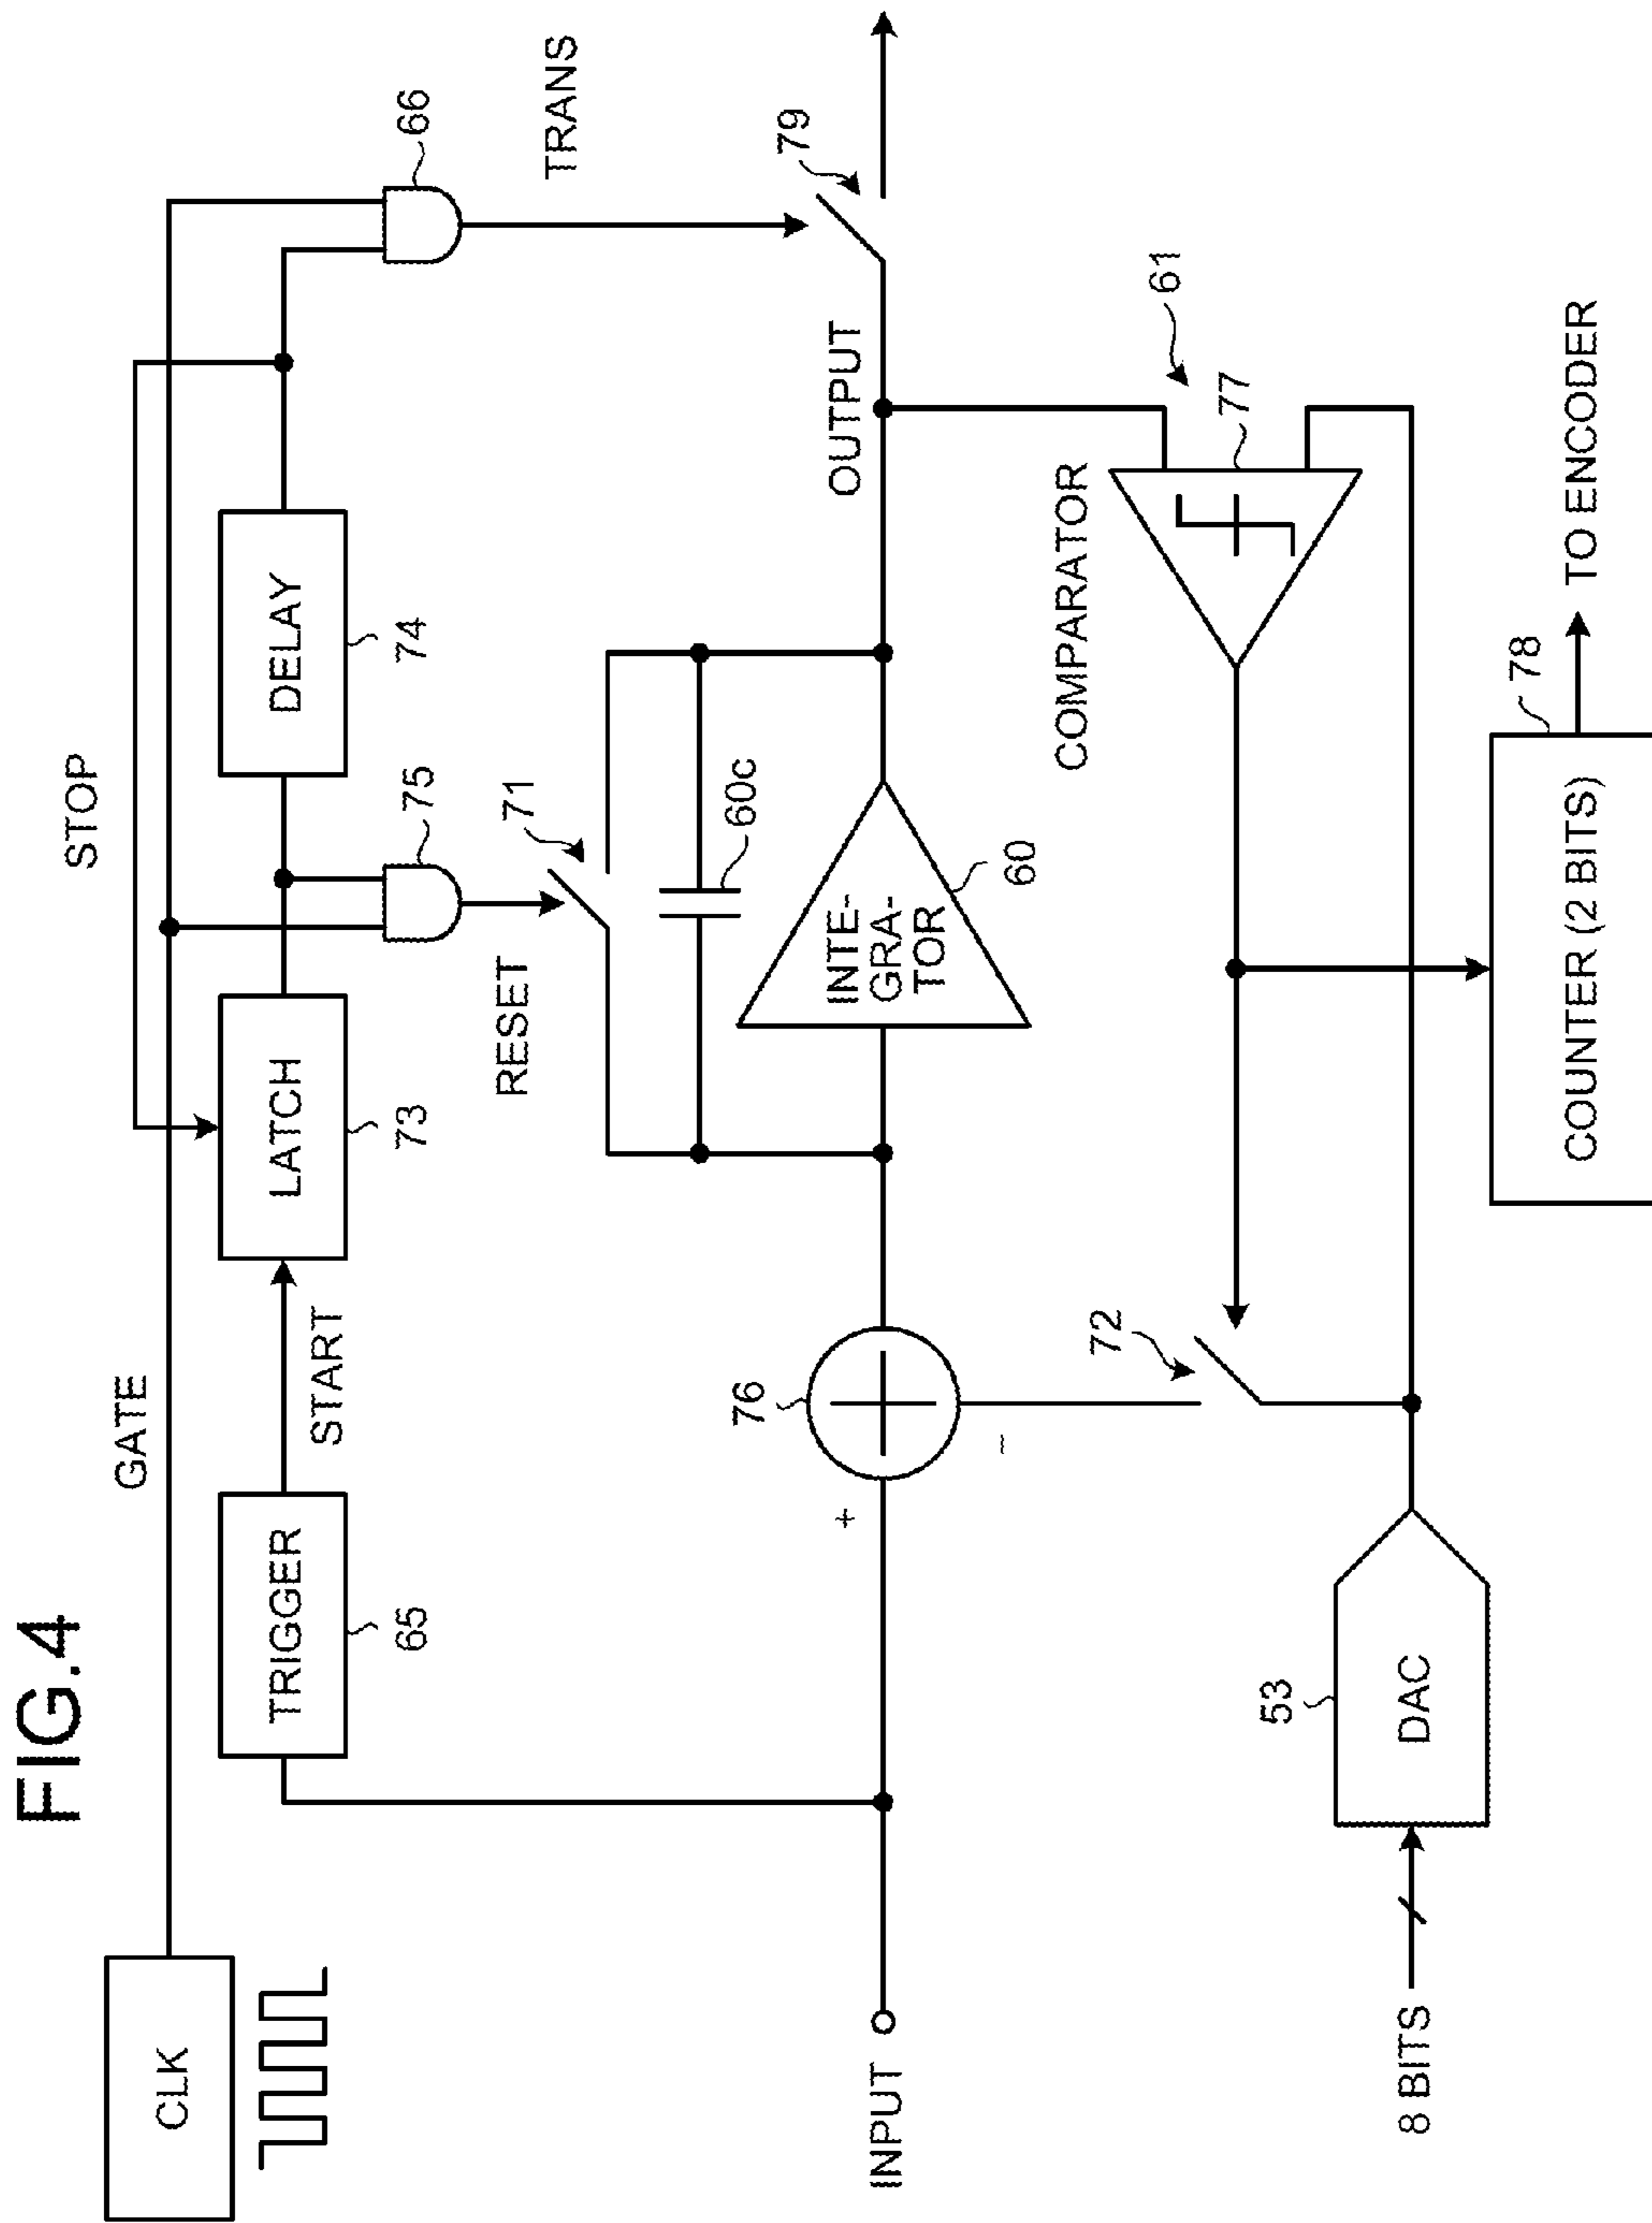 FIG.4
CLK
GATE
STOP
TRIGGER
65
START
LATCH
73
DELAY
74
75
66
RESET
71
TRANS
60c
79
INPUT
+
76
INTE-
GRA-
TOR
60
OUTPUT
−
72
COMPARATOR
61
77
53
DAC
8 BITS
78
COUNTER (2 BITS)
TO ENCODER